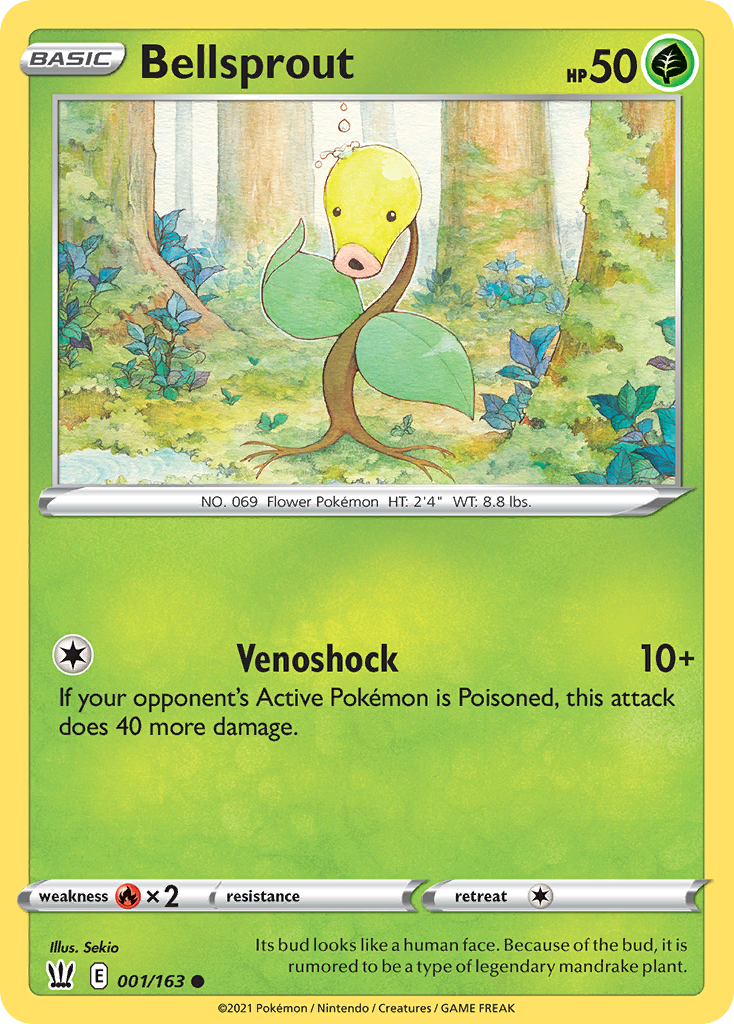 BASIC Bellsprout HP 50
NO. 069 Flower Pokémon HT: 2'4" WT: 8.8 lbs.
Venoshock 10+
If your opponent's Active Pokémon is Poisoned, this attack
does 40 more damage.
weakness ×2 resistance retreat
Illus. Sekio
Its bud looks like a human face. Because of the bud, it is
rumored to be a type of legendary mandrake plant.
E 001/163
©2021 Pokémon / Nintendo / Creatures / GAME FREAK